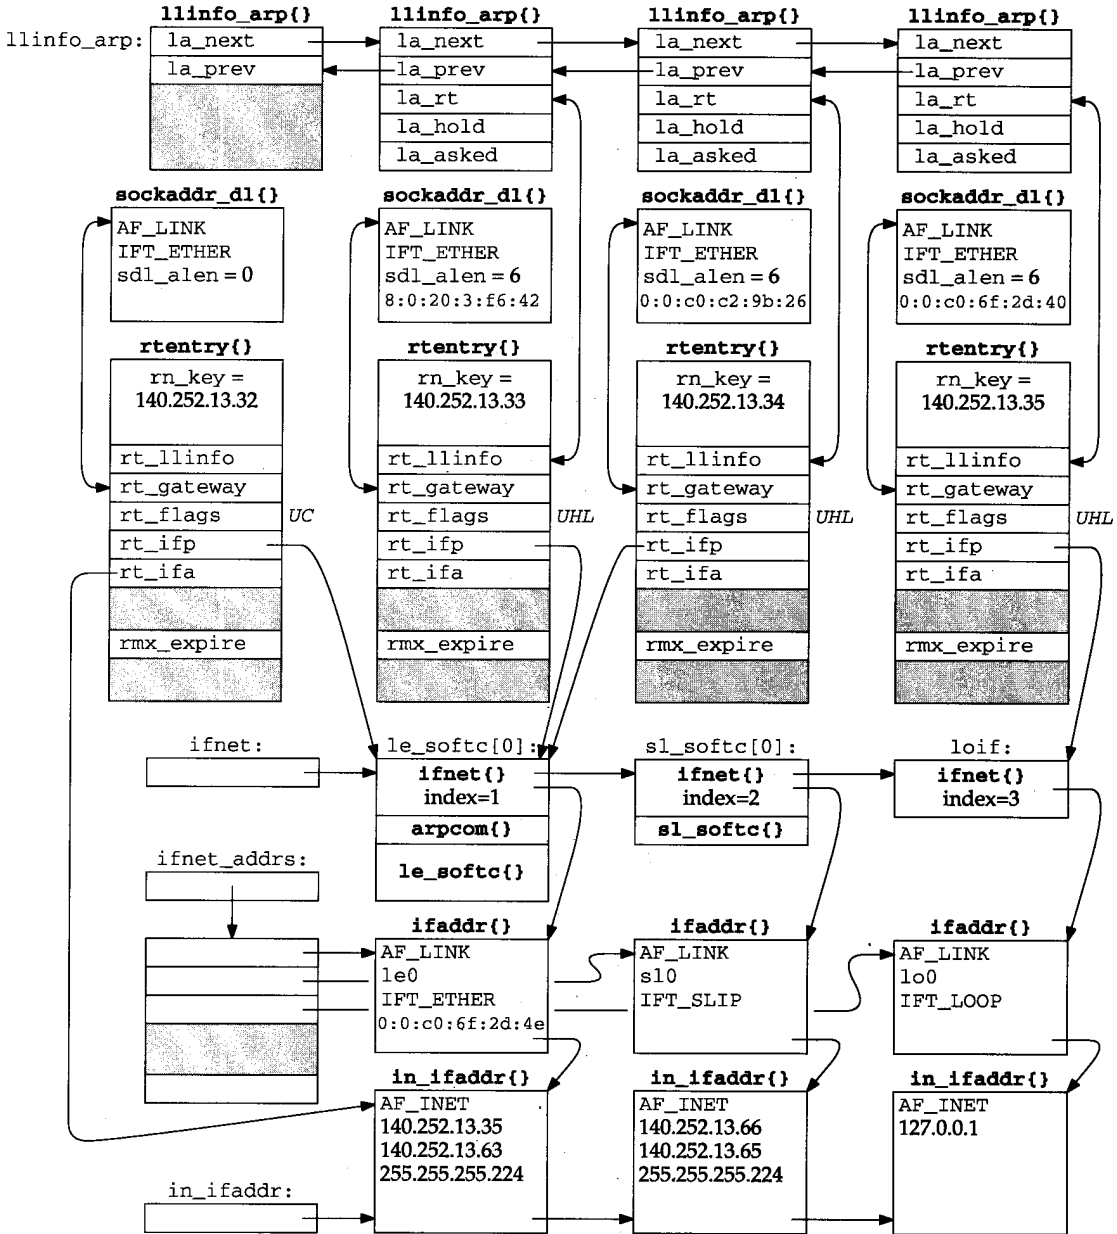 llinfo_arp{} llinfo_arp{} llinfo_arp{} llinfo_arp{}
llinfo_arp: la_next la_next la_next la_next
la_prev la_prev la_prev la_prev
la_rt la_rt la_rt
la_hold la_hold la_hold
la_asked la_asked la_asked
sockaddr_dl{} sockaddr_dl{} sockaddr_dl{} sockaddr_dl{}
AF_LINK AF_LINK AF_LINK AF_LINK
IFT_ETHER IFT_ETHER IFT_ETHER IFT_ETHER
sdl_alen = 0 sdl_alen = 6 sdl_alen = 6 sdl_alen = 6
8:0:20:3:f6:42 0:0:c0:c2:9b:26 0:0:c0:6f:2d:40
rtentry{} rtentry{} rtentry{} rtentry{}
rn_key = rn_key = rn_key = rn_key =
140.252.13.32 140.252.13.33 140.252.13.34 140.252.13.35
rt_llinfo rt_llinfo rt_llinfo rt_llinfo
rt_gateway rt_gateway rt_gateway rt_gateway
rt_flags UC rt_flags UHL rt_flags UHL rt_flags UHL
rt_ifp rt_ifp rt_ifp rt_ifp
rt_ifa rt_ifa rt_ifa rt_ifa
rmx_expire rmx_expire rmx_expire rmx_expire
ifnet: le_softc[0]: sl_softc[0]: loif:
ifnet{} ifnet{} ifnet{}
index=1 index=2 index=3
arpcom{} sl_softc{}
ifnet_addrs:
le_softc{}
ifaddr{} ifaddr{} ifaddr{}
AF_LINK AF_LINK AF_LINK
le0 sl0 lo0
IFT_ETHER IFT_SLIP IFT_LOOP
0:0:c0:6f:2d:4e
in_ifaddr{} in_ifaddr{} in_ifaddr{}
AF_INET AF_INET AF_INET
140.252.13.35 140.252.13.66 127.0.0.1
140.252.13.63 140.252.13.65
255.255.255.224 255.255.255.224
in_ifaddr: